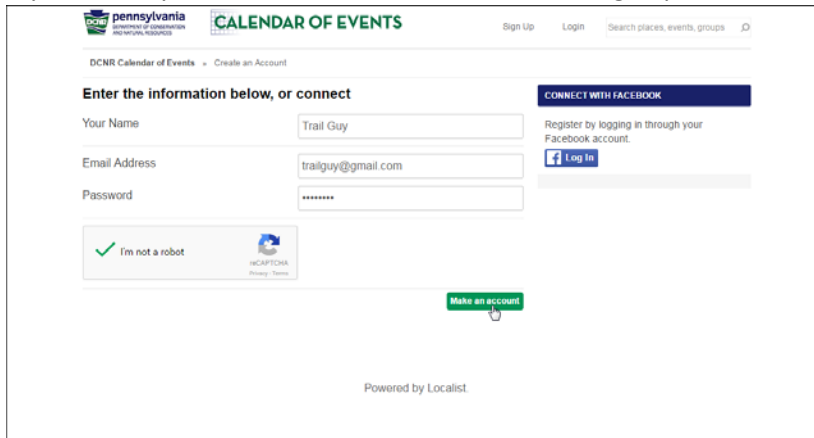 dcnr pennsylvania
DEPARTMENT OF CONSERVATION
AND NATURAL RESOURCES
CALENDAR OF EVENTS
Sign Up Login Search places, events, groups
DCNR Calendar of Events » Create an Account
Enter the information below, or connect
Your Name Trail Guy
Email Address trailguy@gmail.com
Password ••••••••
I'm not a robot
reCAPTCHA
Privacy - Terms
Make an account
CONNECT WITH FACEBOOK
Register by logging in through your
Facebook account.
f Log In
Powered by Localist.